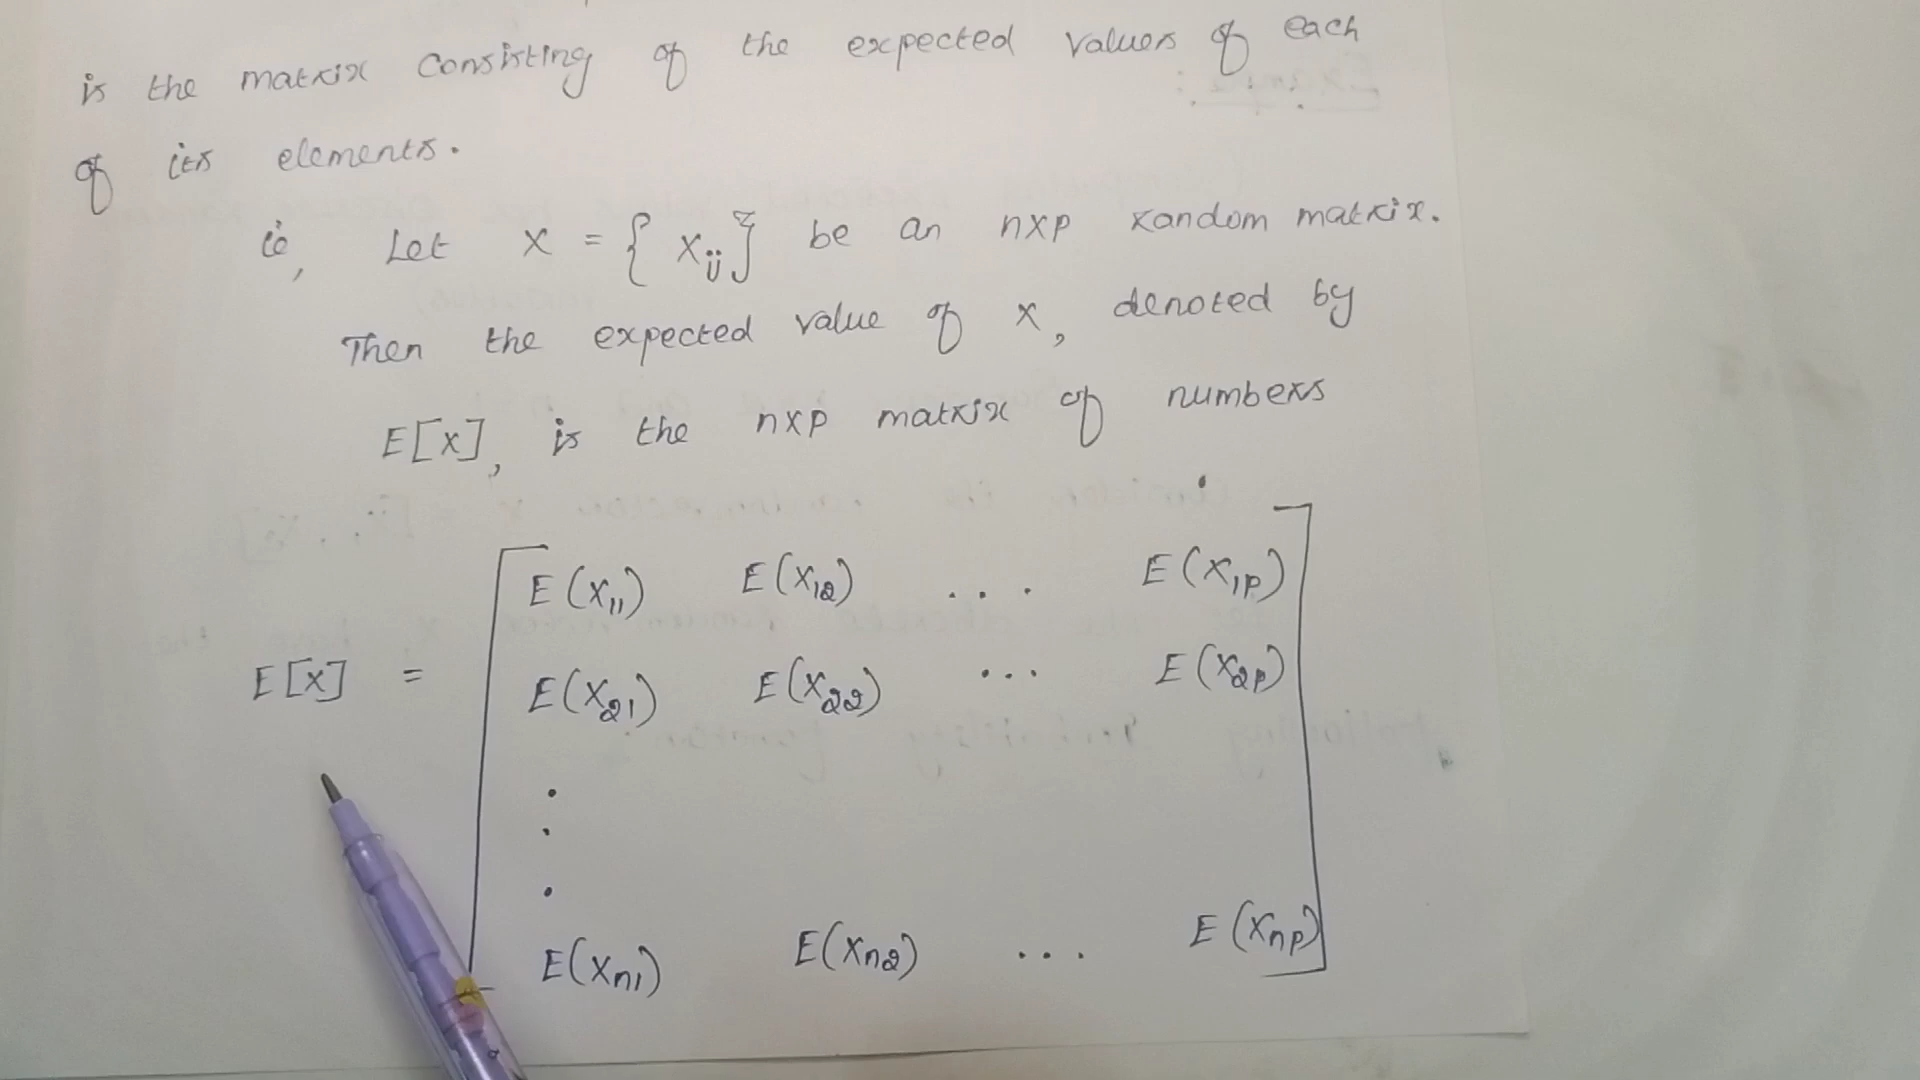 is the matrix consisting of the expected values of each
of its elements.
ie, Let X = { Xij } be an nxp random matrix.
Then the expected value of X, denoted by
E[X], is the nxp matrix of numbers
E(X11) E(X12) ... E(X1p)
E[X] = E(X21) E(X22) ... E(X2p)
E(Xn1) E(Xn2) ... E(Xnp)